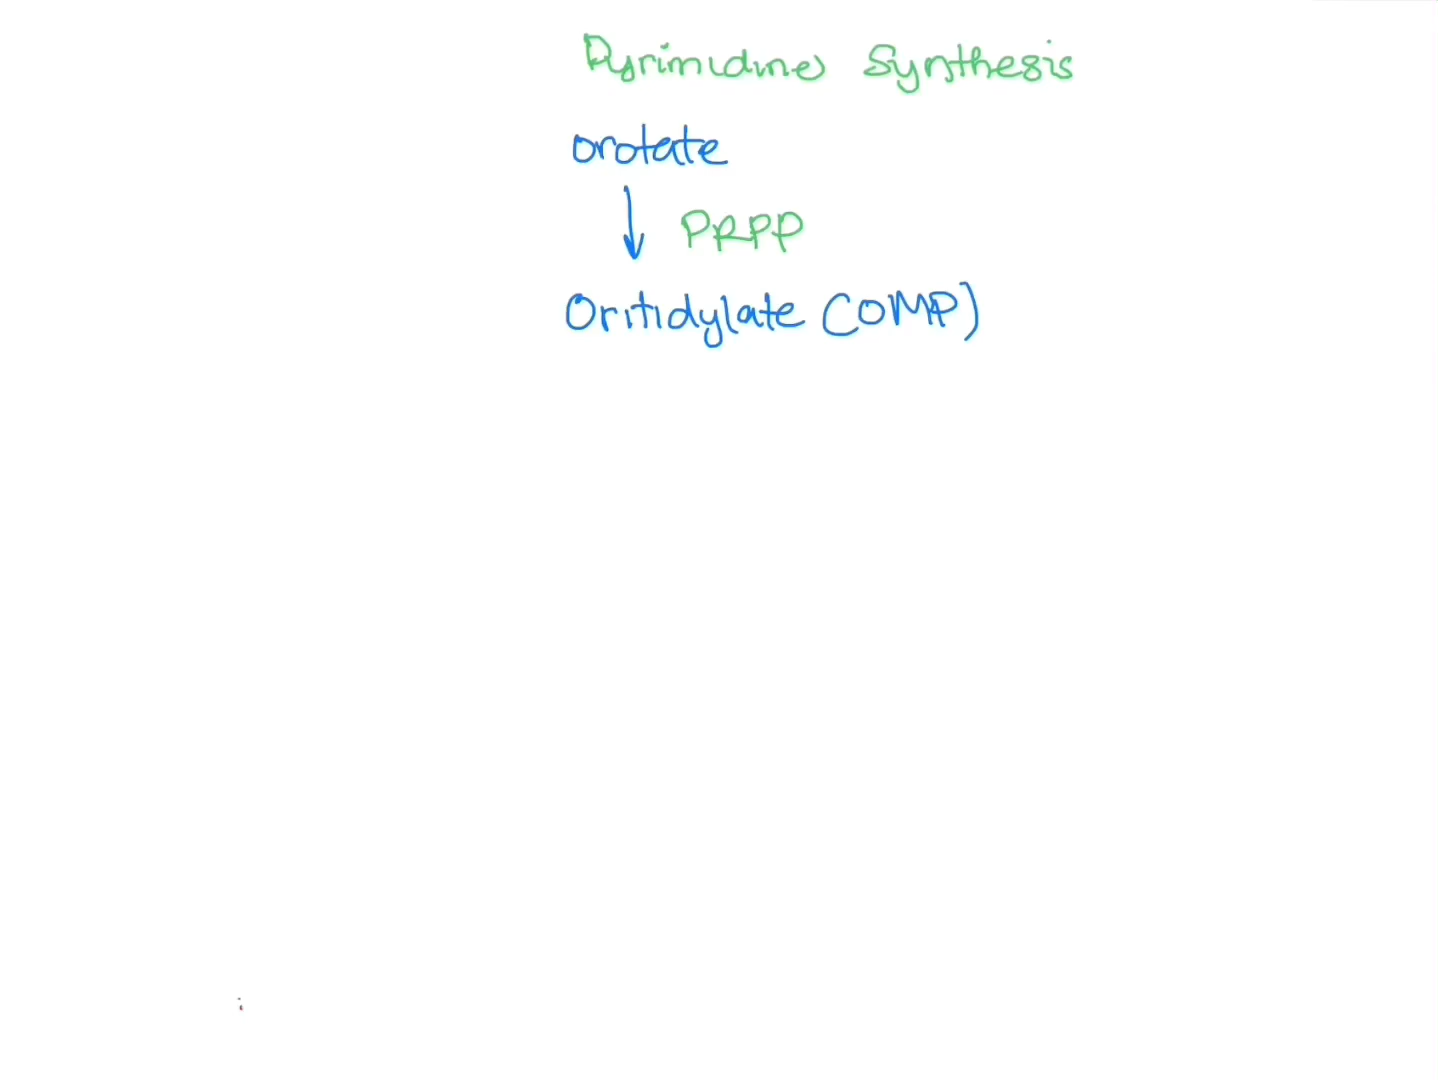 Pyrimidine Synthesis
orotate
PRPP
Oritidylate (OMP)